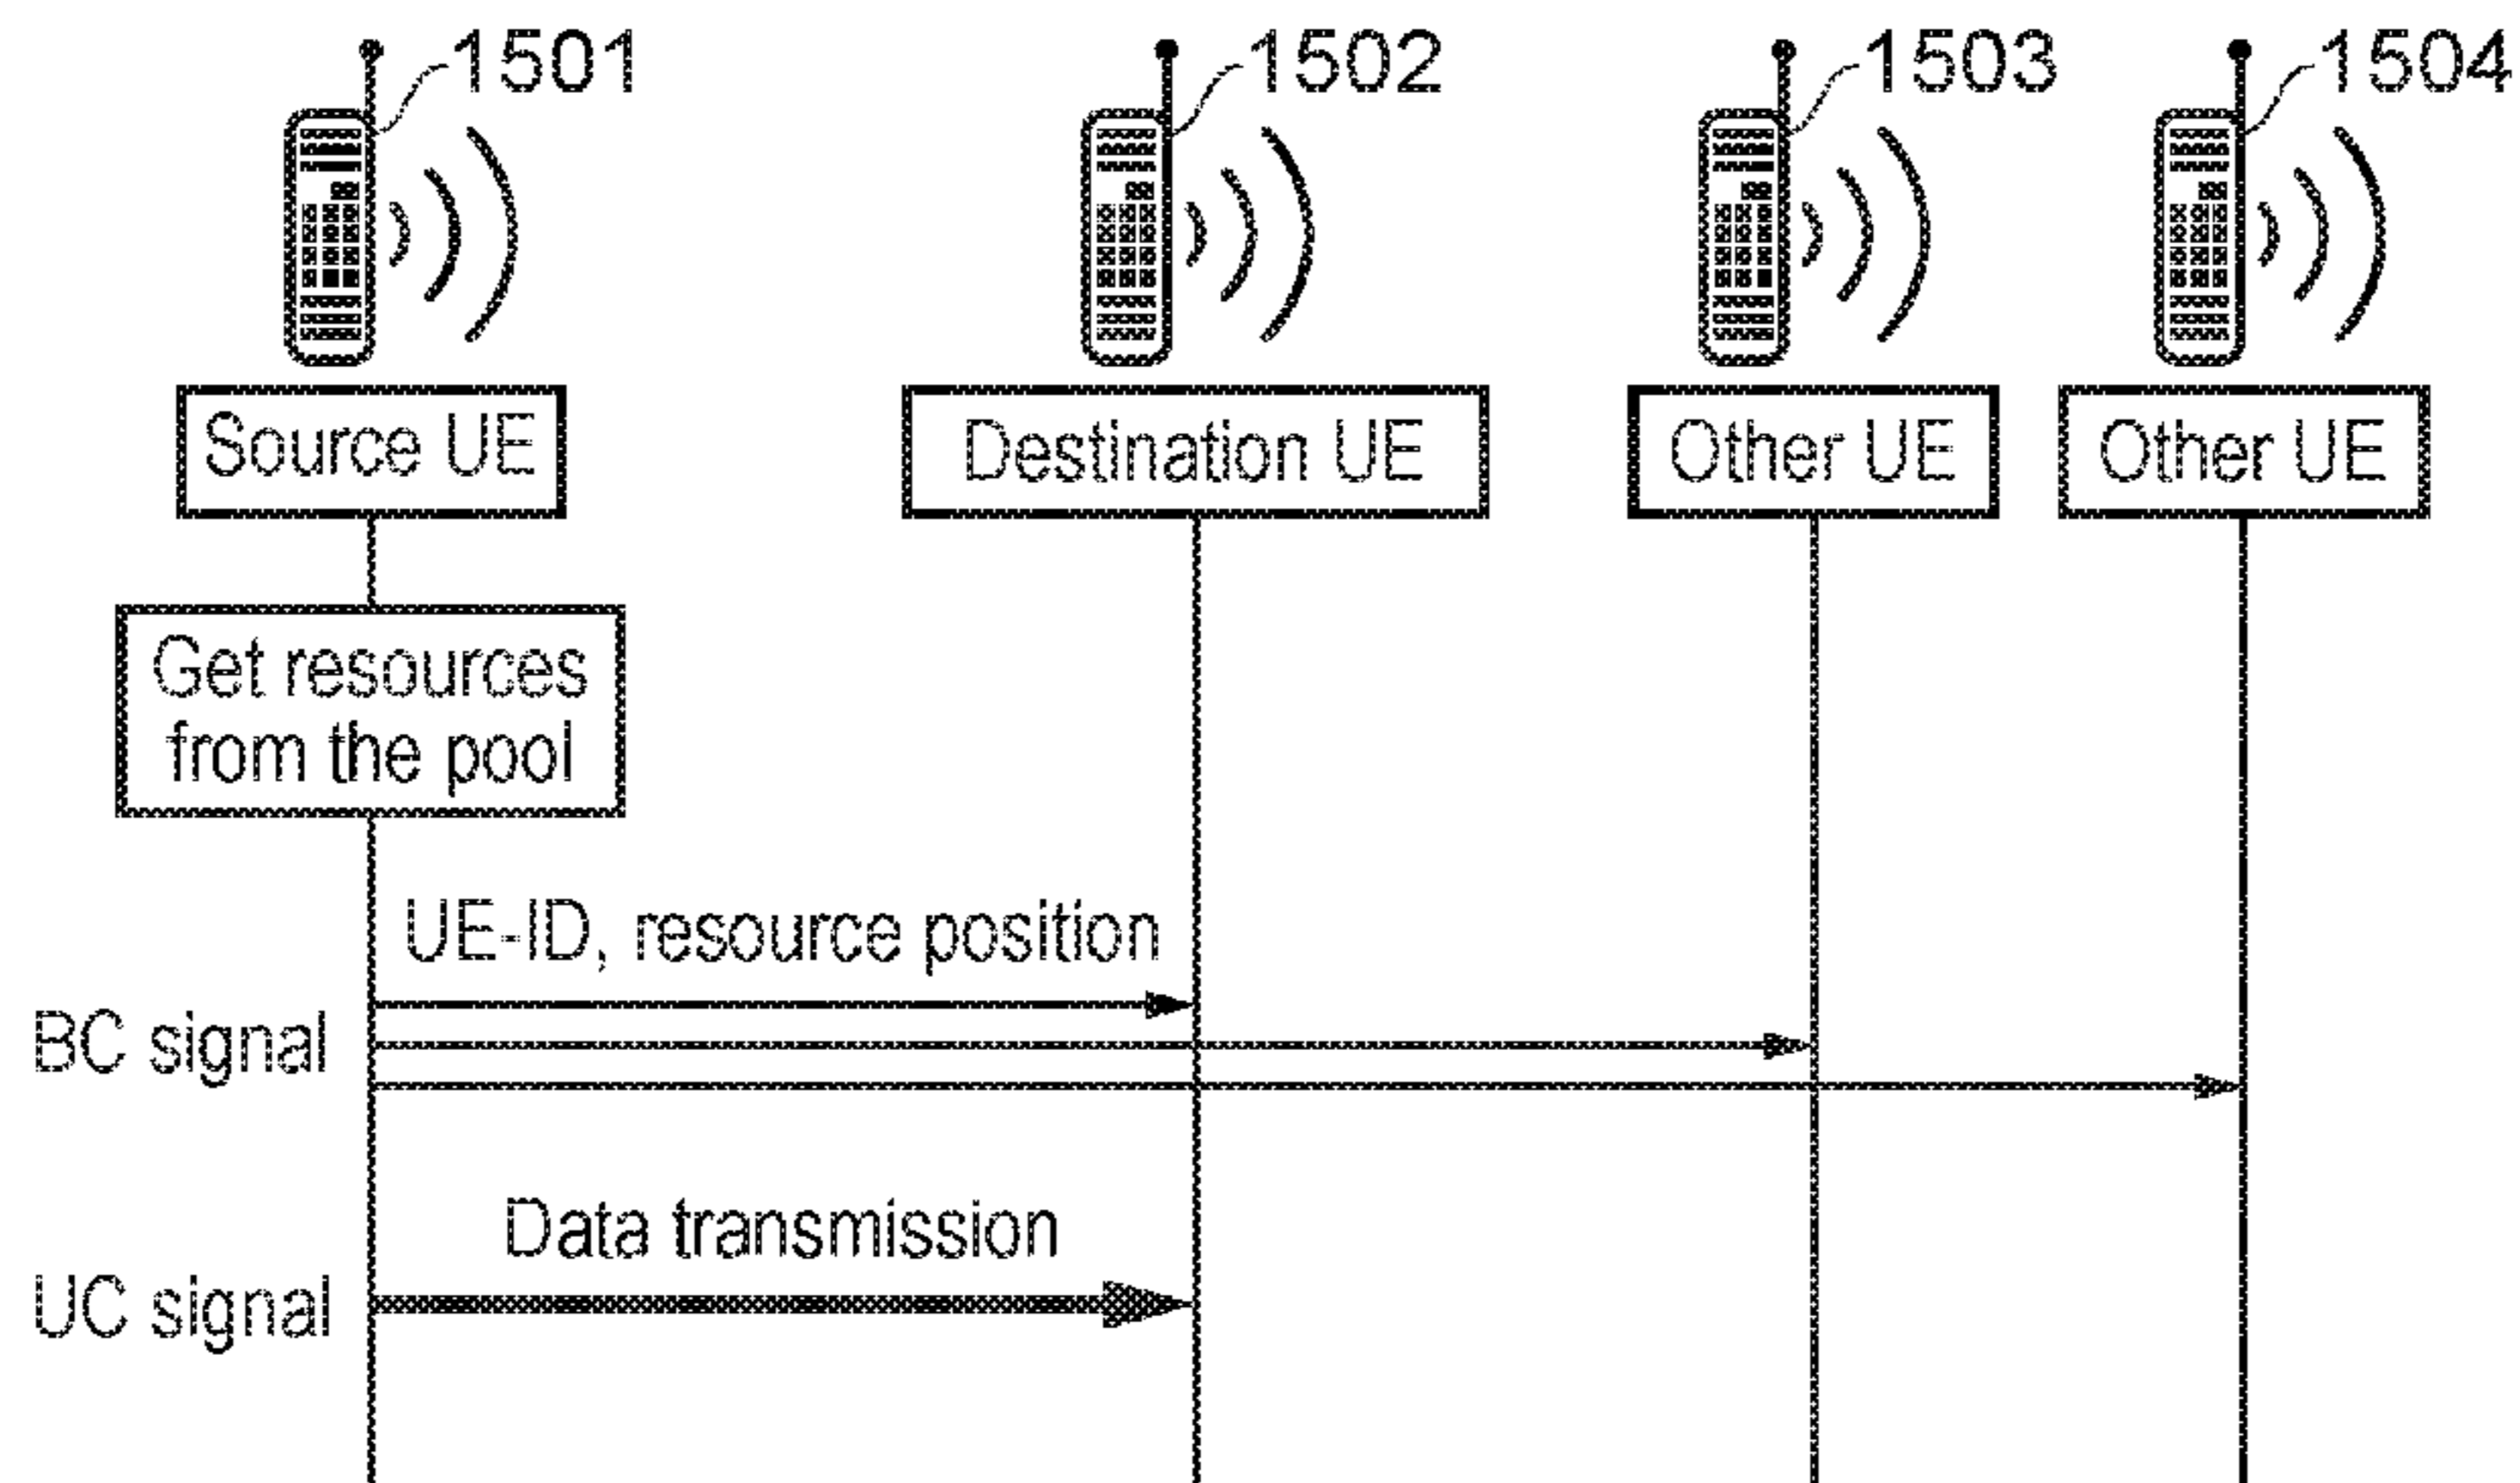 1501
1502
1503
1504
Source UE
Destination UE
Other UE
Other UE
Get resources
from the pool
UE-ID, resource position
BC signal
Data transmission
UC signal